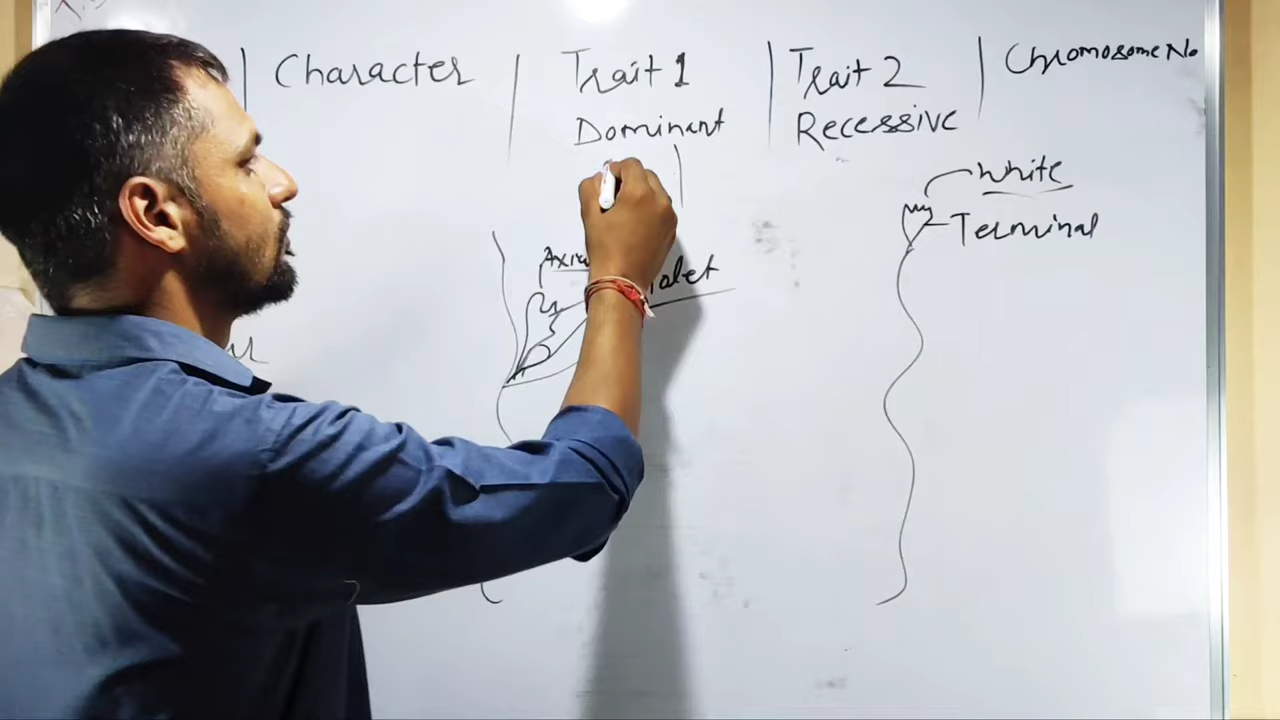 Character
Trait 1
Dominant
Trait 2
Recessive
Chromosome No
White
Terminal